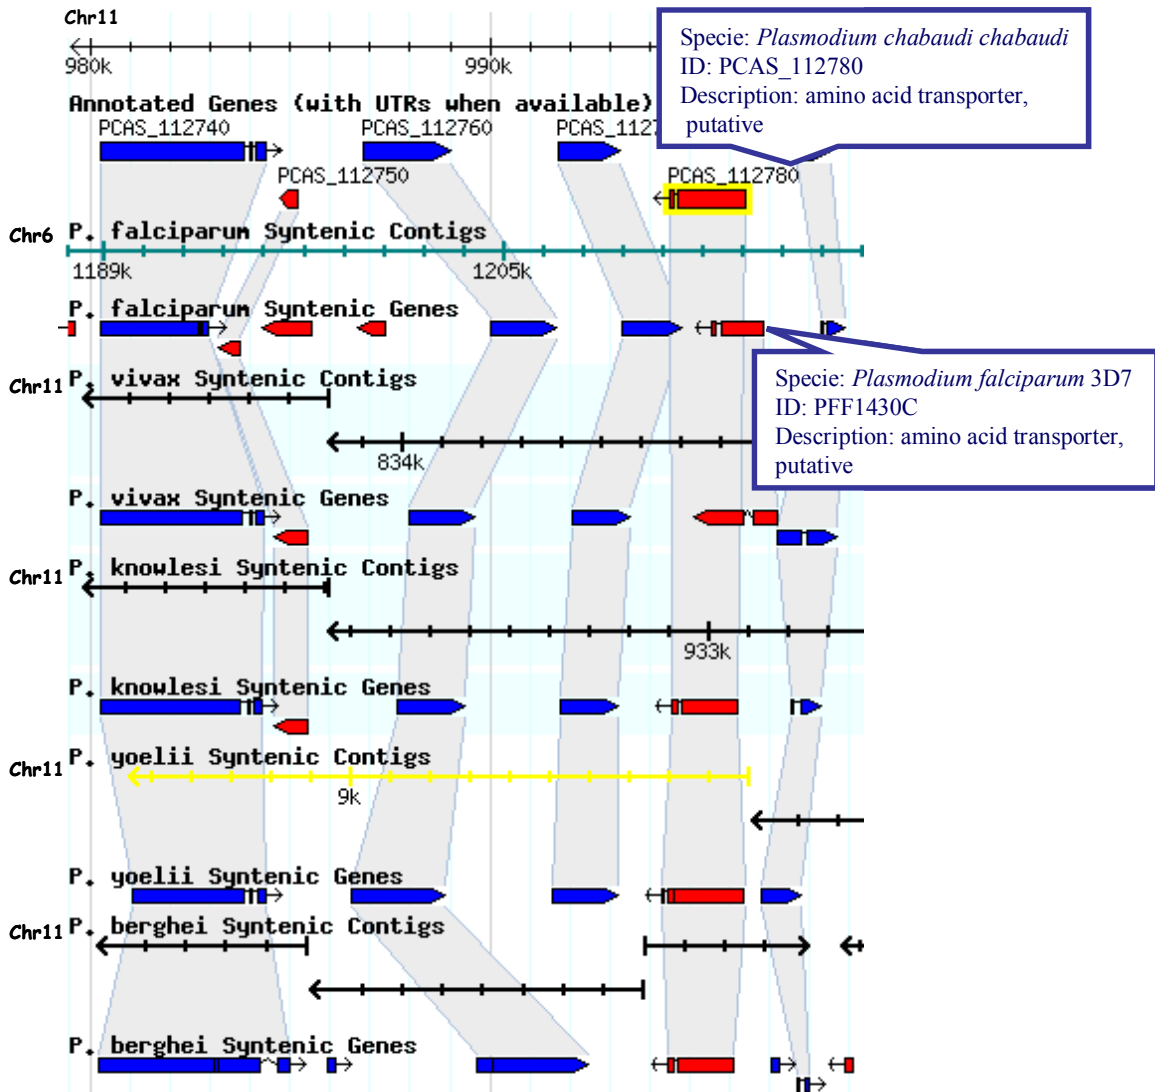 Chr11
980k 990k
Specie: Plasmodium chabaudi chabaudi
ID: PCAS_112780
Description: amino acid transporter,
putative
Annotated Genes (with UTRs when available)
PCAS_112740 PCAS_112760
PCAS_112750 PCAS_112780
Chr6 P. falciparum Syntenic Contigs
1189k 1205k
P. falciparum Syntenic Genes
Specie: Plasmodium falciparum 3D7
ID: PFF1430C
Description: amino acid transporter,
putative
Chr11 P. vivax Syntenic Contigs
834k
P. vivax Syntenic Genes
Chr11 P. knowlesi Syntenic Contigs
933k
P. knowlesi Syntenic Genes
Chr11 P. yoelii Syntenic Contigs
9k
P. yoelii Syntenic Genes
Chr11 P. berghei Syntenic Contigs
P. berghei Syntenic Genes